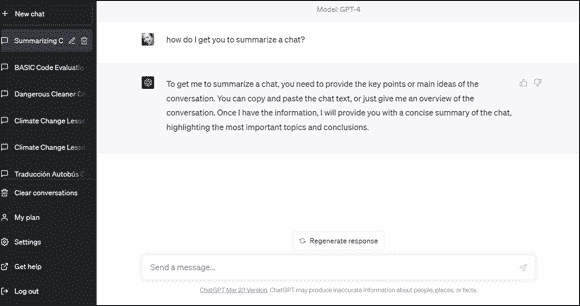 Model: GPT-4
New chat
Summarizing C
BASIC Code Evaluatio
Dangerous Cleaner C
Climate Change Less
Climate Change Less
Traducción Autobús
Clear conversations
My plan
Settings
Get help
Log out
how do I get you to summarize a chat?
To get me to summarize a chat, you need to provide the key points or main ideas of the
conversation. You can copy and paste the chat text, or just give me an overview of the
conversation. Once I have the information, I will provide you with a concise summary of the chat,
highlighting the most important topics and conclusions.
Regenerate response
Send a message...
ChatGPT Mar 23 Version. ChatGPT may produce inaccurate information about people, places, or facts.